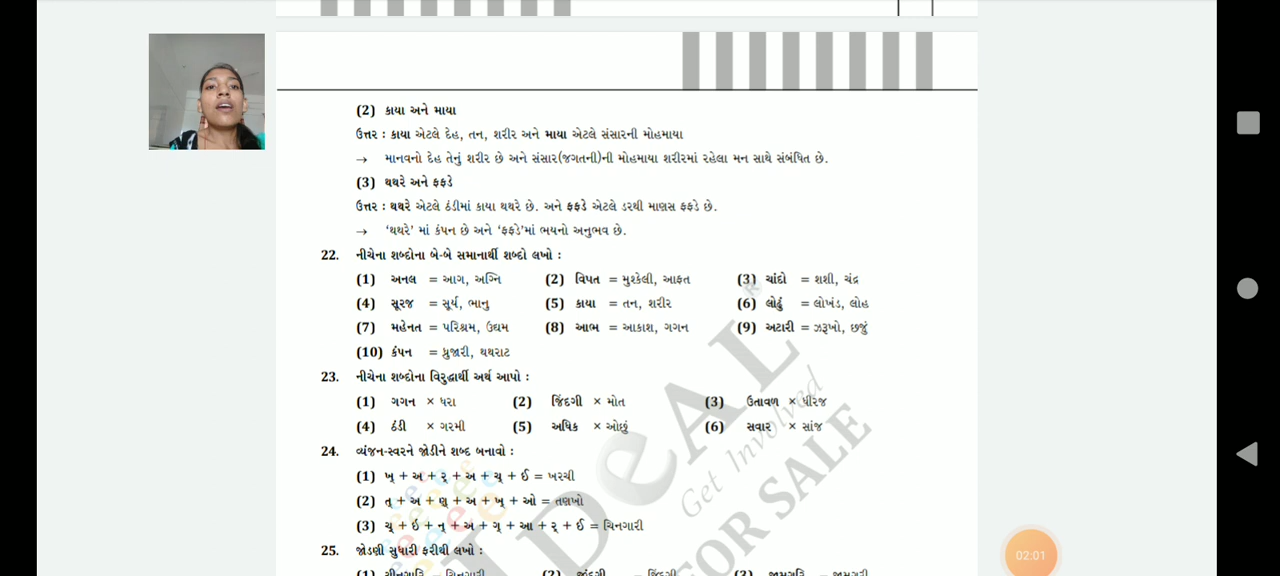 (2) કાયા અને માયા
ઉત્તર : કાયા એટલે દેહ, તન, શરીર અને માયા એટલે સંસારની મોહમાયા
→ માનવનો દેહ તેનું શરીર છે અને સંસાર(જગતની)ની મોહમાયા શરીરમાં રહેલા મન સાથે સંબંધિત છે.
(3) થથરે અને ફફડે
ઉત્તર : થથરે એટલે ઠંડીમાં કાયા થથરે છે. અને ફફડે એટલે ડરથી માણસ ફફડે છે.
→ ‘થથરે’ માં કંપન છે અને ‘ફફડે’માં ભયનો અનુભવ છે.
22. નીચેના શબ્દોના બે-બે સમાનાર્થી શબ્દો લખો :
(1) અનલ = આગ, અગ્નિ (2) વિપત = મુશ્કેલી, આફત (3) ચાંદો = શશી, ચંદ્ર
(4) સૂરજ = સૂર્ય, ભાનુ (5) કાયા = તન, શરીર (6) લોઢું = લોખંડ, લોહ
(7) મહેનત = પરિશ્રમ, ઉદ્યમ (8) આભ = આકાશ, ગગન (9) અટારી = ઝરૂખો, છજું
(10) કંપન = ધ્રુજારી, થથરાટ
23. નીચેના શબ્દોના વિરુદ્ધાર્થી અર્થ આપો :
(1) ગગન × ધરા (2) જિંદગી × મોત (3) ઉતાવળ × ધીરજ
(4) ઠંડી × ગરમી (5) અધિક × ઓછું (6) સવાર × સાંજ
24. વ્યંજન-સ્વરને જોડીને શબ્દ બનાવો :
(1) ખ્ + અ + ર્ + અ + ચ્ + ઈ = ખરચી
(2) ત્ + અ + ણ્ + અ + ખ્ + ઓ = તણખો
(3) ચ્ + ઇ + ન્ + અ + ગ્ + આ + ર્ + ઈ = ચિનગારી
25. જોડણી સુધારી ફરીથી લખો :
IDeAL
Get Involved
FOR SALE
02:01